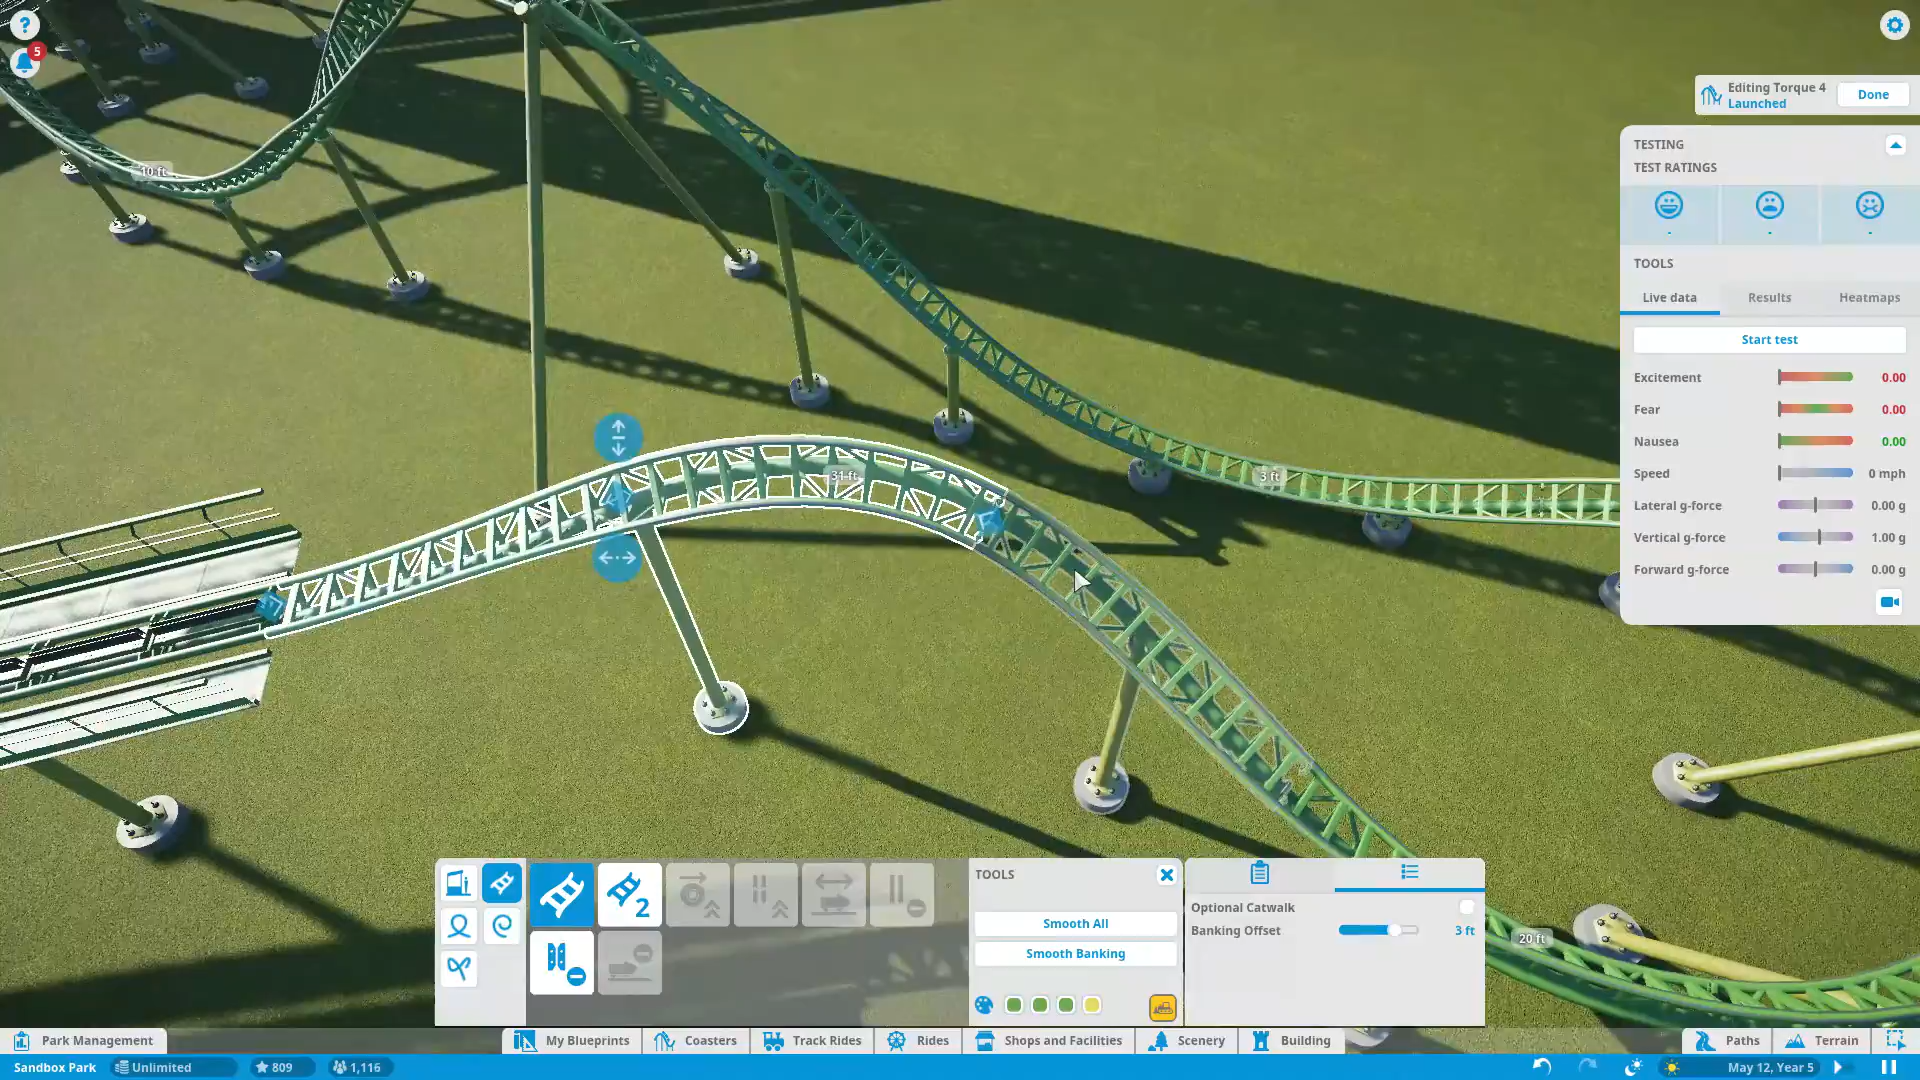 ?
5
Editing Torque 4
Launched
Done
TESTING
TEST RATINGS
-
-
-
TOOLS
Live data
Results
Heatmaps
Start test
Excitement 0.00
Fear 0.00
Nausea 0.00
Speed 0 mph
Lateral g-force 0.00 g
Vertical g-force 1.00 g
Forward g-force 0.00 g
10 ft
31 ft
3 ft
20 ft
2
TOOLS
Smooth All
Smooth Banking
Optional Catwalk
Banking Offset 3 ft
Park Management
My Blueprints
Coasters
Track Rides
Rides
Shops and Facilities
Scenery
Building
Paths
Terrain
Sandbox Park
Unlimited
809
1,116
May 12, Year 5